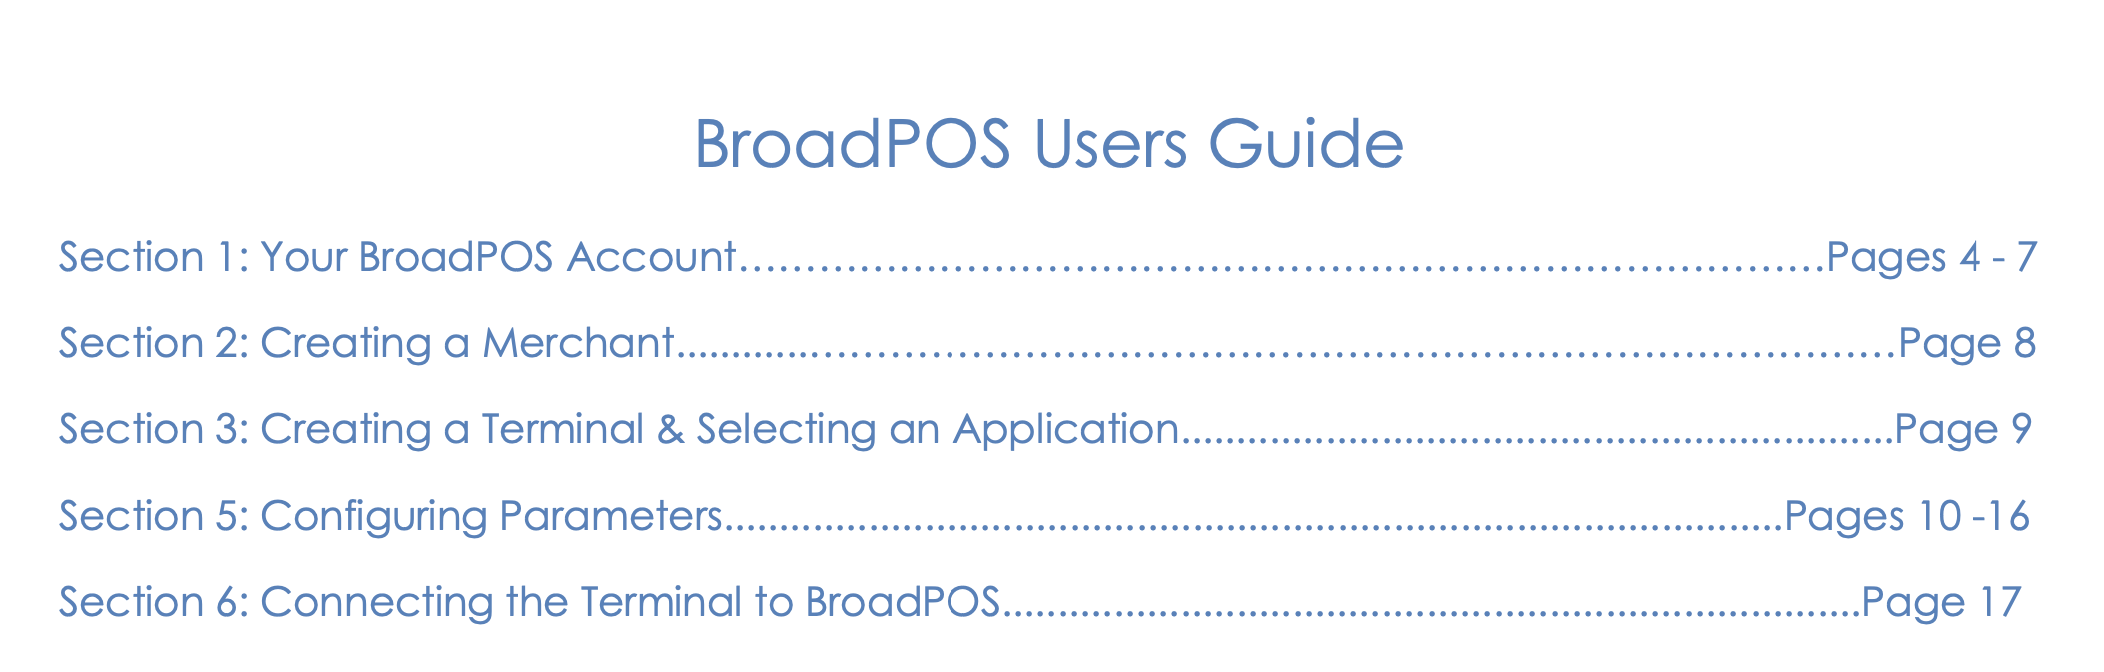 BroadPOS Users Guide
Section 1: Your BroadPOS Account……………………………………………………………………Pages 4 - 7
Section 2: Creating a Merchant.............……………………………………………………………………Page 8
Section 3: Creating a Terminal & Selecting an Application................................................................Page 9
Section 5: Configuring Parameters...............................................................................................Pages 10 -16
Section 6: Connecting the Terminal to BroadPOS.............................................................................Page 17